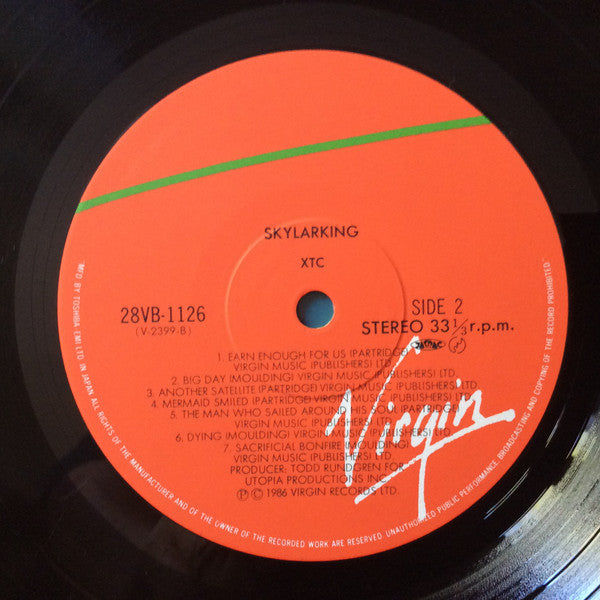 SKYLARKING
XTC
28VB-1126
(V-2399-B)
SIDE 2
STEREO 33 1/3 r.p.m.
1. EARN ENOUGH FOR US (PARTRIDGE)
VIRGIN MUSIC (PUBLISHERS) LTD.
2. BIG DAY (MOULDING) VIRGIN MUSIC (PUBLISHERS) LTD.
3. ANOTHER SATELLITE (PARTRIDGE) VIRGIN MUSIC (PUBLISHERS) LTD.
4. MERMAID SMILED (PARTRIDGE) VIRGIN MUSIC (PUBLISHERS) LTD.
5. THE MAN WHO SAILED AROUND HIS SOUL (PARTRIDGE)
VIRGIN MUSIC (PUBLISHERS) LTD.
6. DYING (MOULDING) VIRGIN MUSIC (PUBLISHERS) LTD.
7. SACRIFICIAL BONFIRE (MOULDING)
VIRGIN MUSIC (PUBLISHERS) LTD.
PRODUCER: TODD RUNDGREN FOR
UTOPIA PRODUCTIONS INC.
Ⓟ © 1986 VIRGIN RECORDS LTD.
Virgin
MF'D BY TOSHIBA EMI LTD. IN JAPAN ALL RIGHTS OF THE MANUFACTURER AND OF THE OWNER OF THE RECORDED WORK ARE RESERVED. UNAUTHORIZED PUBLIC PERFORMANCE, BROADCASTING AND COPYING OF THE RECORD PROHIBITED.